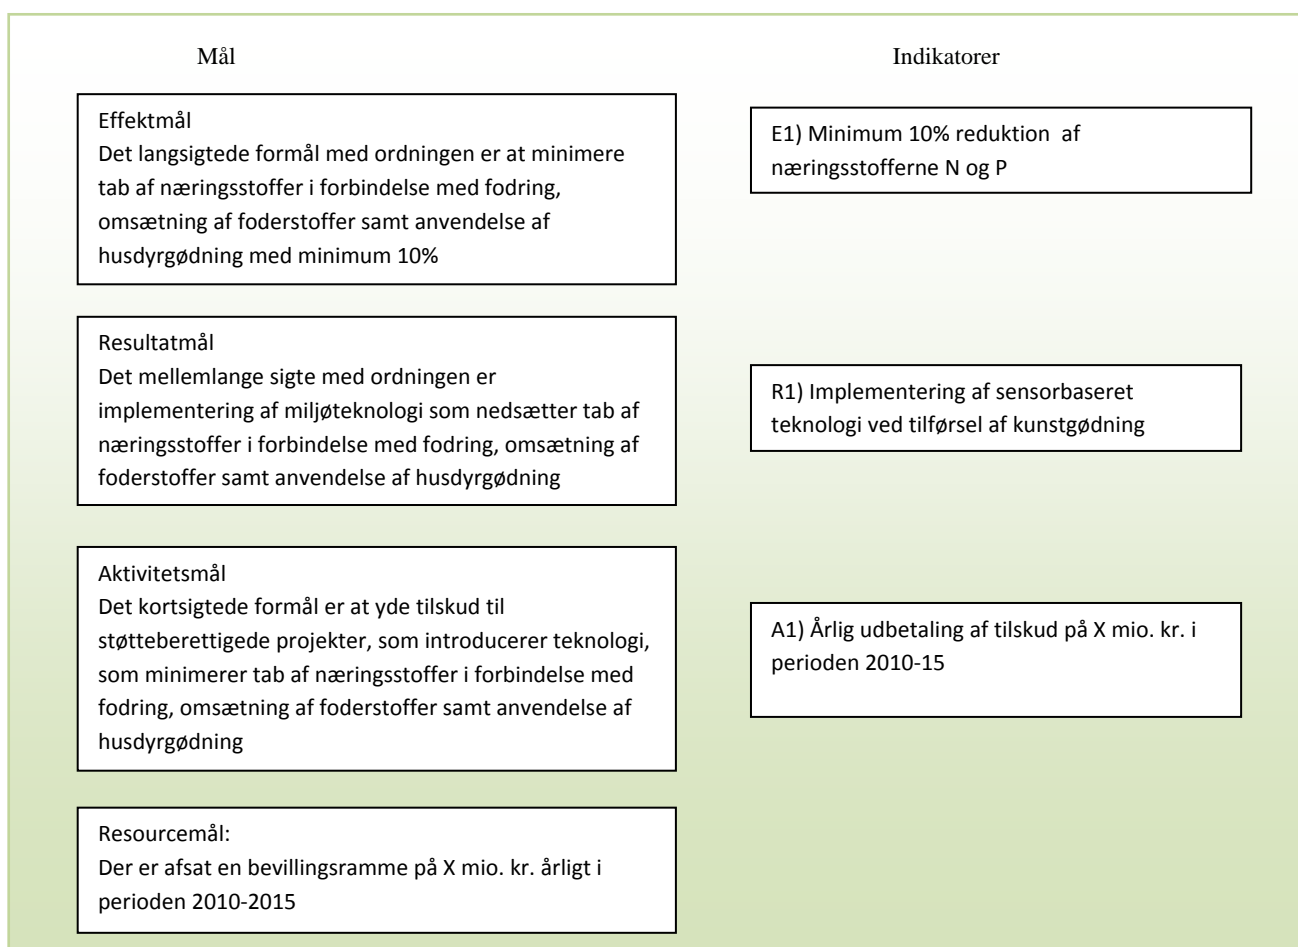 Mål
Indikatorer
Effektmål
Det langsigtede formål med ordningen er at minimere
tab af næringsstoffer i forbindelse med fodring,
omsætning af foderstoffer samt anvendelse af
husdyrgødning med minimum 10%
E1) Minimum 10% reduktion  af
næringsstofferne N og P
Resultatmål
Det mellemlange sigte med ordningen er
implementering af miljøteknologi som nedsætter tab af
næringsstoffer i forbindelse med fodring, omsætning af
foderstoffer samt anvendelse af husdyrgødning
R1) Implementering af sensorbaseret
teknologi ved tilførsel af kunstgødning
Aktivitetsmål
Det kortsigtede formål er at yde tilskud til
støtteberettigede projekter, som introducerer teknologi,
som minimerer tab af næringsstoffer i forbindelse med
fodring, omsætning af foderstoffer samt anvendelse af
husdyrgødning
A1) Årlig udbetaling af tilskud på X mio. kr. i
perioden 2010-15
Resourcemål:
Der er afsat en bevillingsramme på X mio. kr. årligt i
perioden 2010-2015